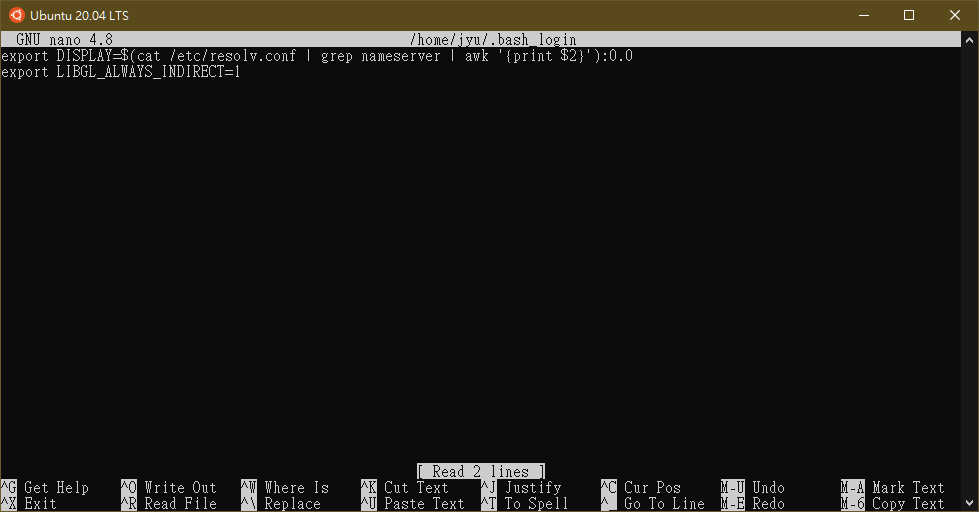 Ubuntu 20.04 LTS
GNU nano 4.8 /home/jyu/.bash_login
export DISPLAY=$(cat /etc/resolv.conf | grep nameserver | awk '{print $2}'):0.0
export LIBGL_ALWAYS_INDIRECT=1
[ Read 2 lines ]
^G Get Help ^O Write Out ^W Where Is ^K Cut Text ^J Justify ^C Cur Pos M-U Undo M-A Mark Text
^X Exit ^R Read File ^\ Replace ^U Paste Text ^T To Spell ^_ Go To Line M-E Redo M-6 Copy Text